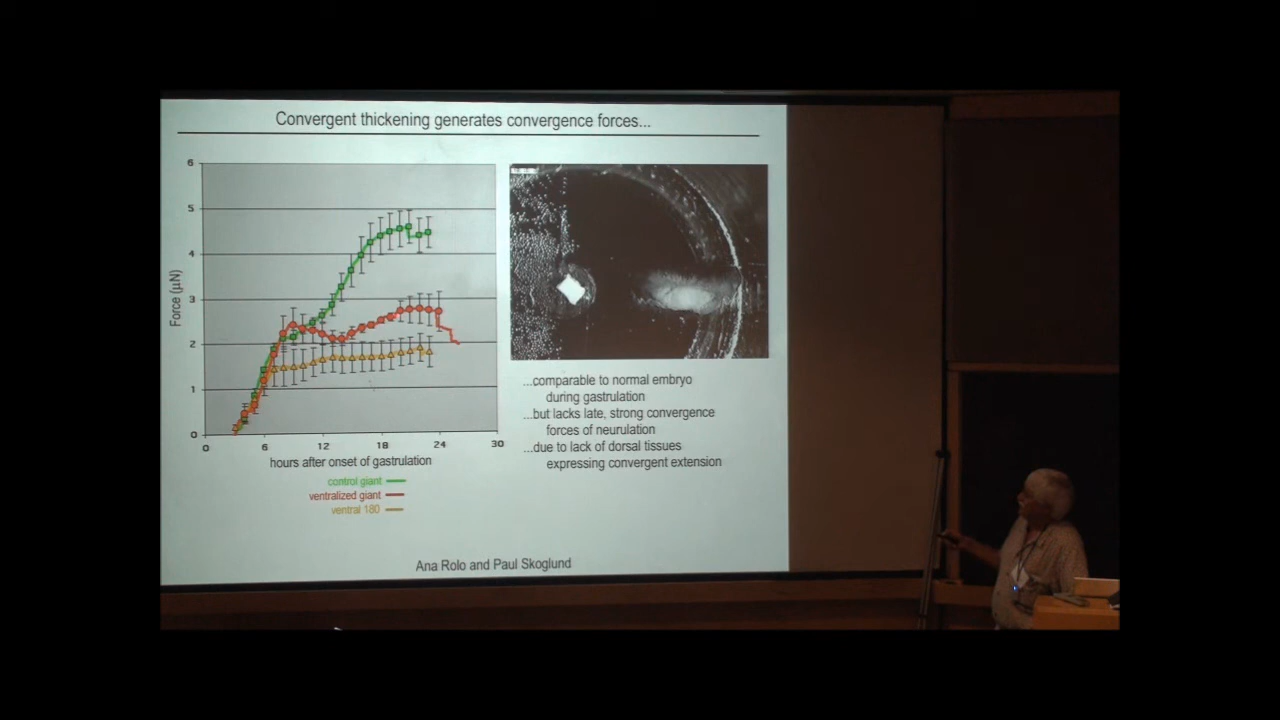 Convergent thickening generates convergence forces...
6
5
4
3
2
1
0
Force (μN)
0 6 12 18 24 30
hours after onset of gastrulation
control giant
ventralized giant
ventral 180
...comparable to normal embryo
during gastrulation
...but lacks late, strong convergence
forces of neurulation
...due to lack of dorsal tissues
expressing convergent extension
Ana Rolo and Paul Skoglund